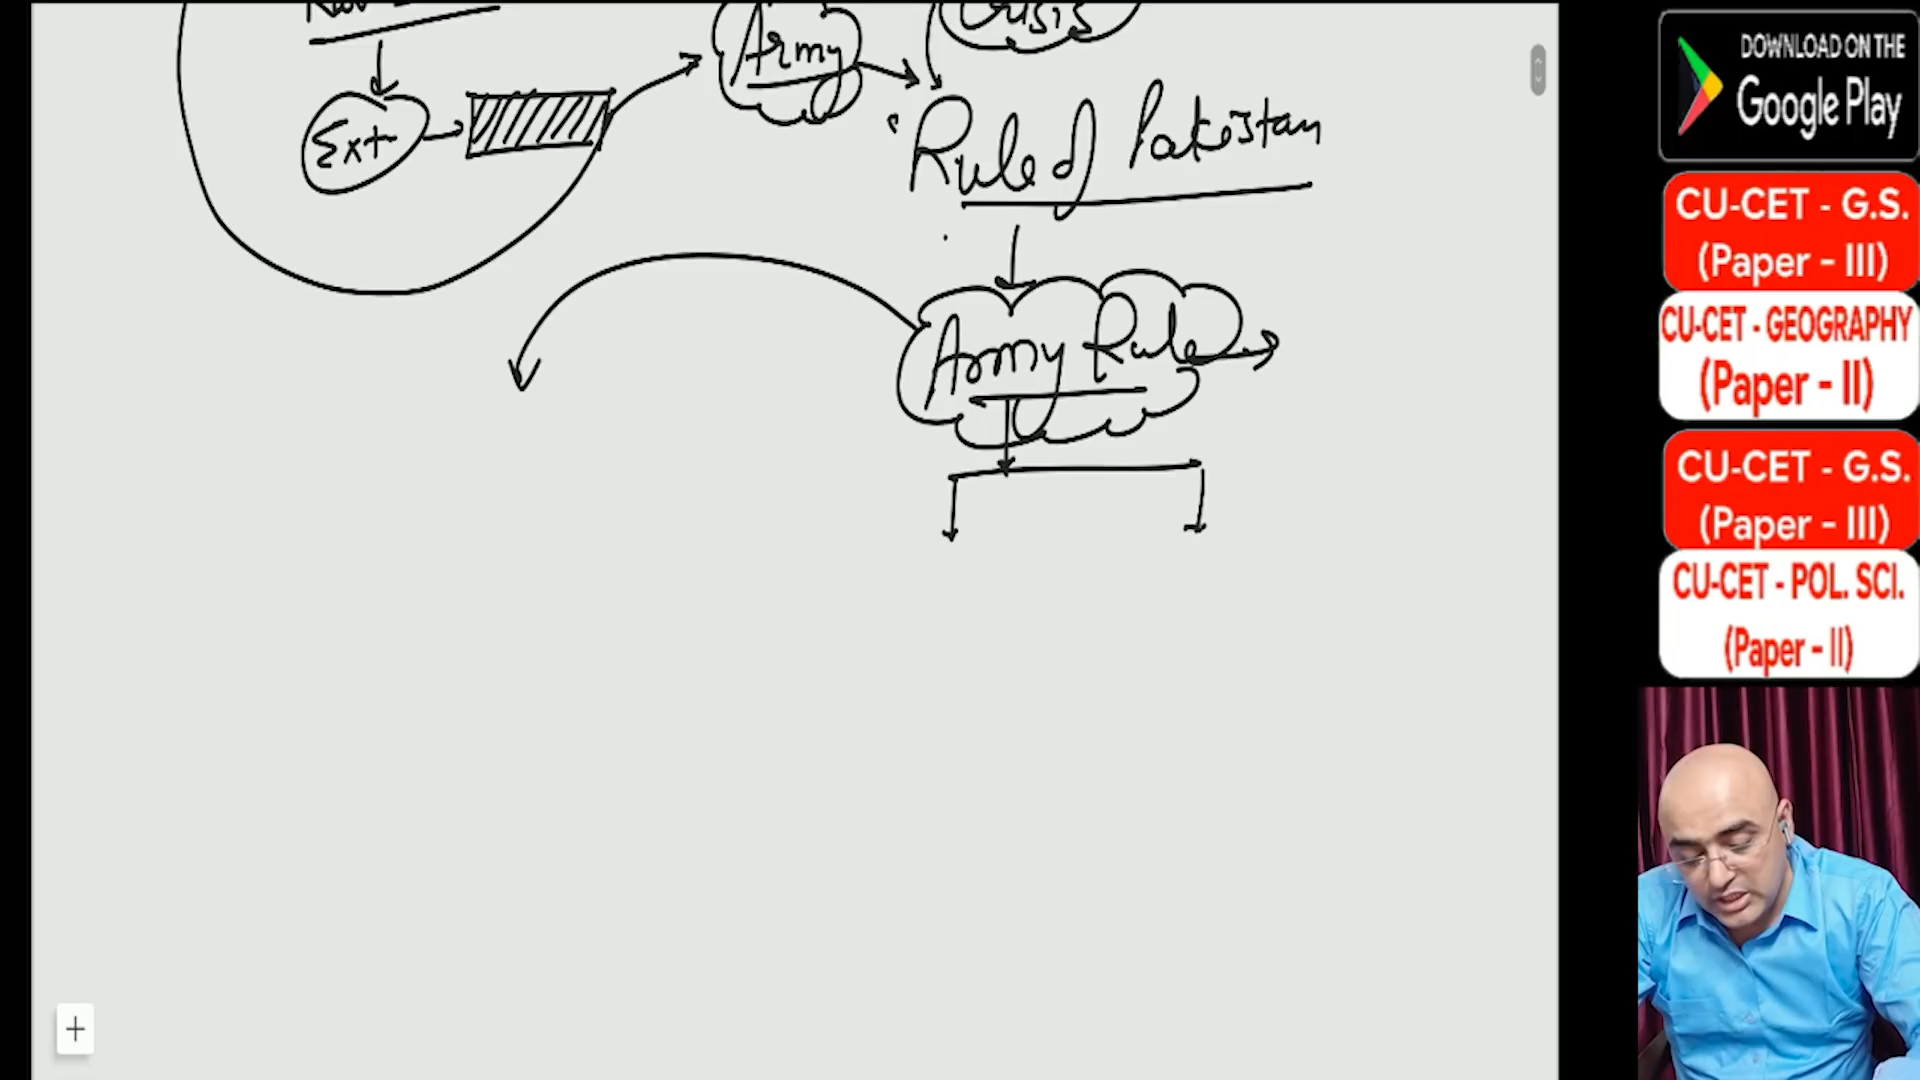 Crisis
Army
Ext
Rule of Pakistan
Army Rule
+
DOWNLOAD ON THE
Google Play
CU-CET - G.S.
(Paper - III)
CU-CET - GEOGRAPHY
(Paper - II)
CU-CET - G.S.
(Paper - III)
CU-CET - POL. SCI.
(Paper - II)